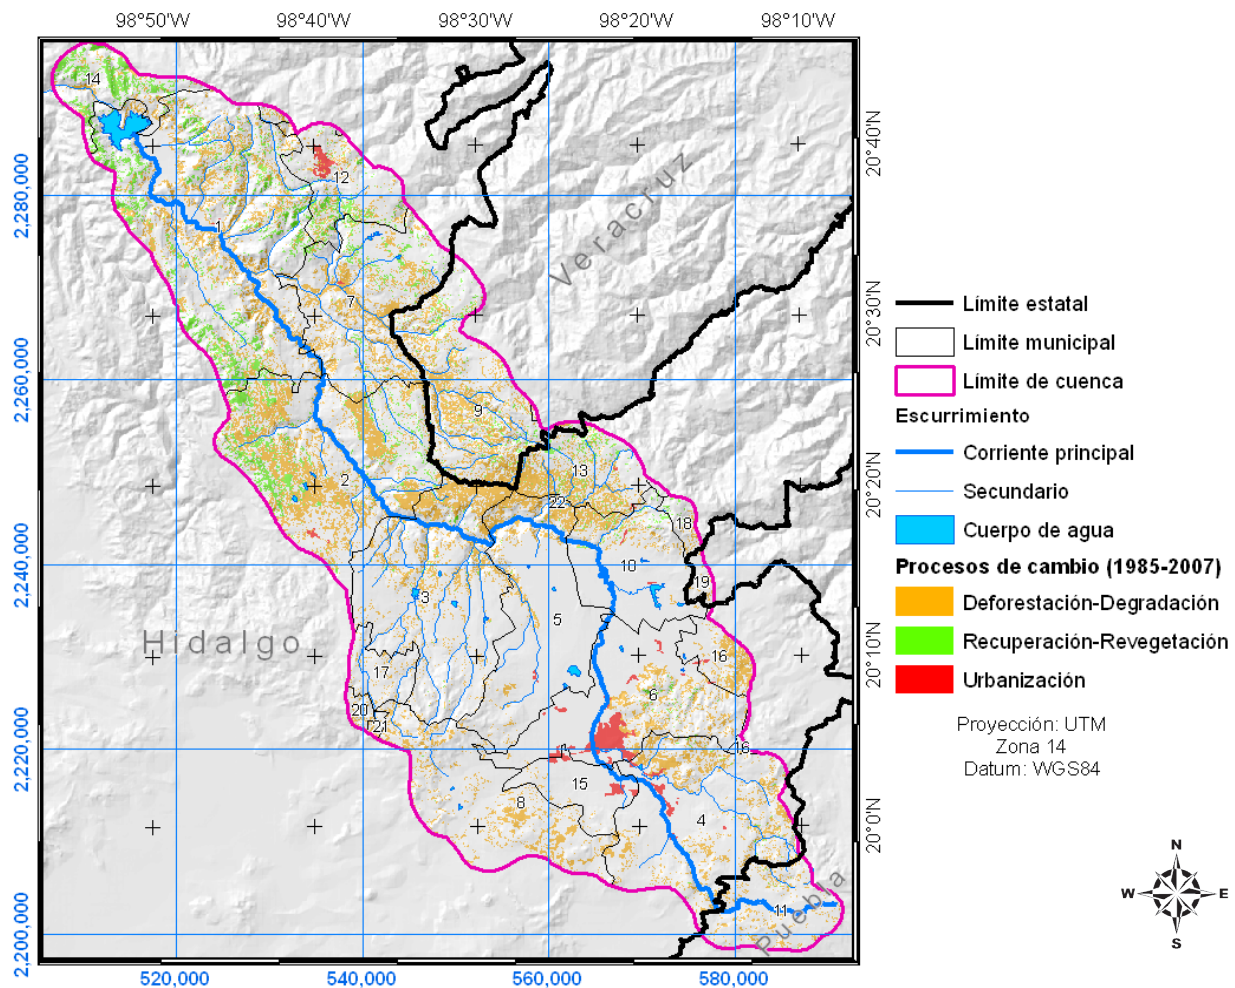 98°50'W 98°40'W 98°30'W 98°20'W 98°10'W
20°40'N
20°30'N
20°20'N
20°10'N
20°0'N
2,280,000
2,260,000
2,240,000
2,220,000
2,200,000
520,000 540,000 560,000 580,000
14
12
1
7
9
13
2
22
18
10
19
3
5
16
17
6
20
21
16
1
15
8
4
11
Veracruz
Hidalgo
Puebla
Límite estatal
Límite municipal
Límite de cuenca
Escurrimiento
Corriente principal
Secundario
Cuerpo de agua
Procesos de cambio (1985-2007)
Deforestación-Degradación
Recuperación-Revegetación
Urbanización
Proyección: UTM
Zona 14
Datum: WGS84
N
W E
S